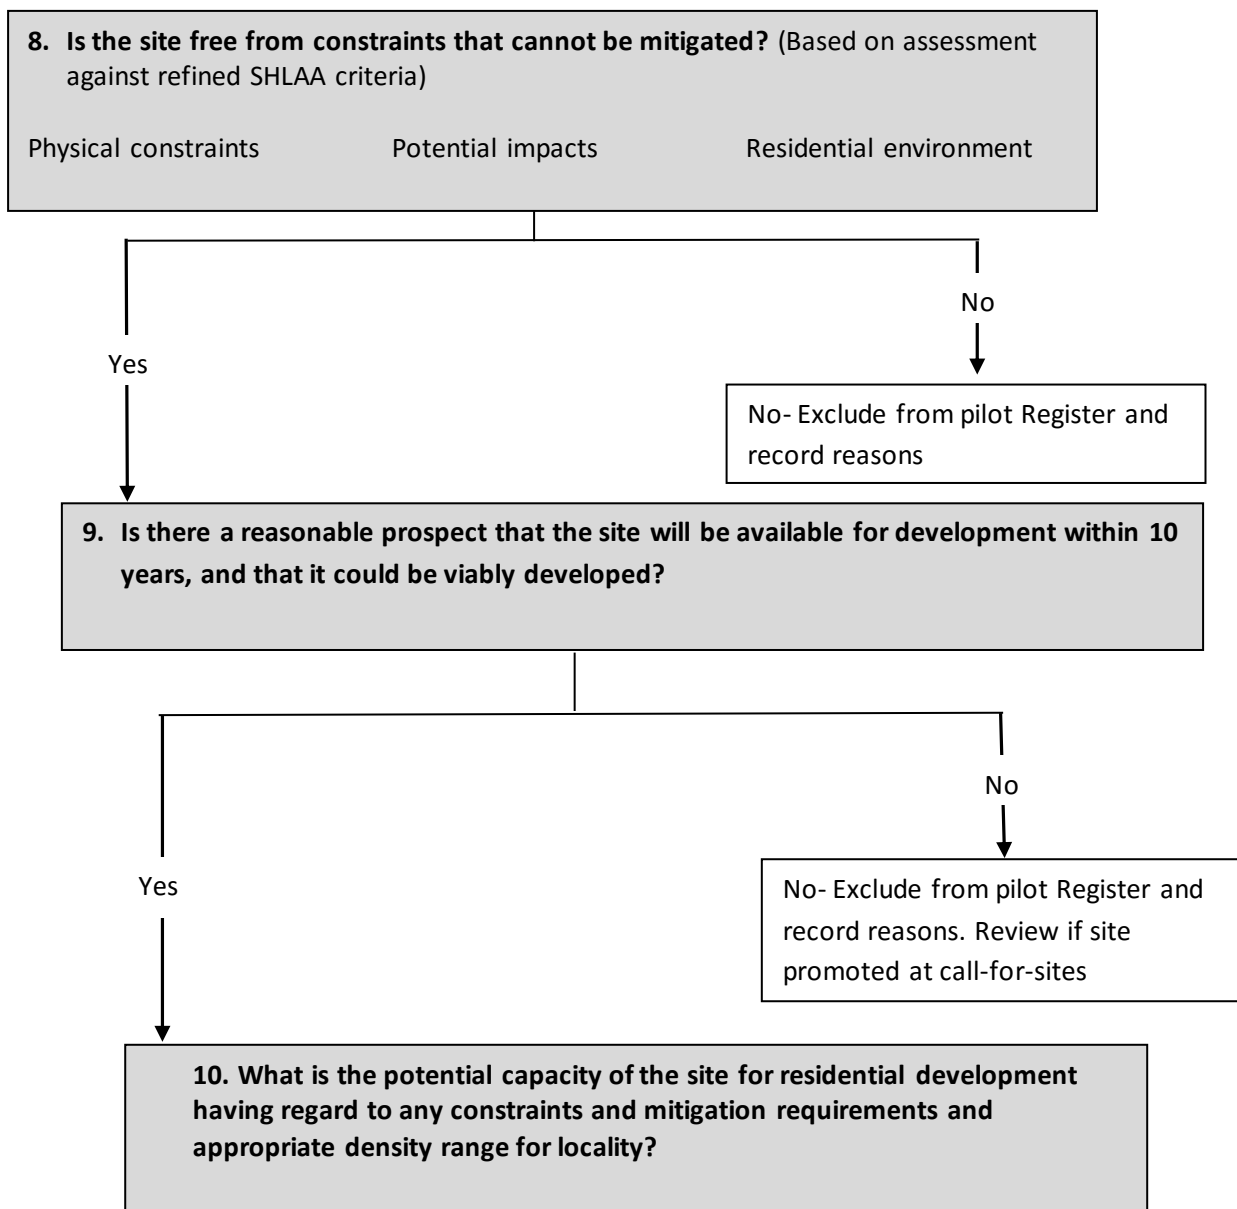 8. Is the site free from constraints that cannot be mitigated? (Based on assessment
against refined SHLAA criteria)
Physical constraints Potential impacts Residential environment
No
Yes
No- Exclude from pilot Register and
record reasons
9. Is there a reasonable prospect that the site will be available for development within 10
years, and that it could be viably developed?
No
Yes
No- Exclude from pilot Register and
record reasons. Review if site
promoted at call-for-sites
10. What is the potential capacity of the site for residential development
having regard to any constraints and mitigation requirements and
appropriate density range for locality?